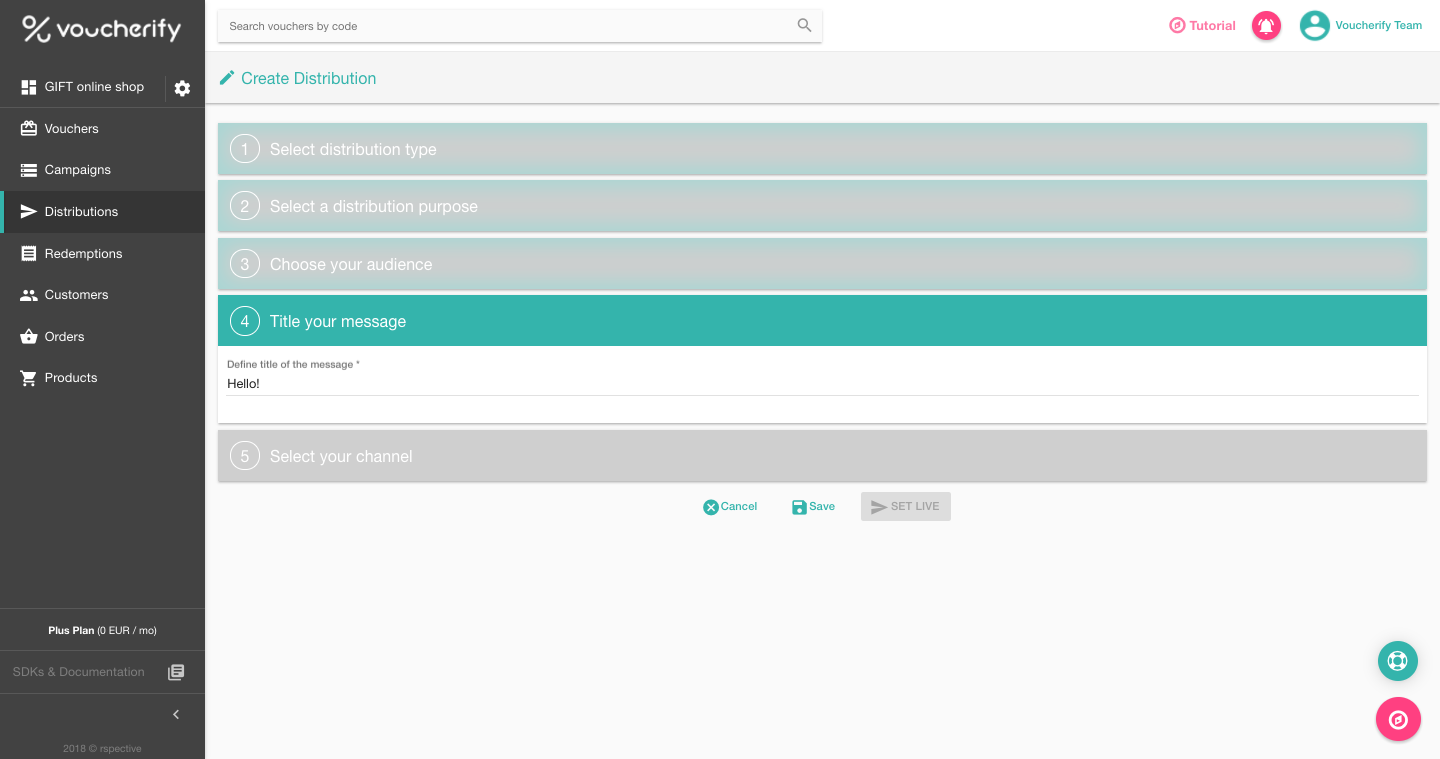 voucherify
Search vouchers by code
Tutorial
Voucherify Team
GIFT online shop
Vouchers
Campaigns
Distributions
Redemptions
Customers
Orders
Products
Plus Plan (0 EUR / mo)
SDKs & Documentation
2018 © rspective
Create Distribution
1 Select distribution type
2 Select a distribution purpose
3 Choose your audience
4 Title your message
Define title of the message *
Hello!
5 Select your channel
Cancel Save SET LIVE